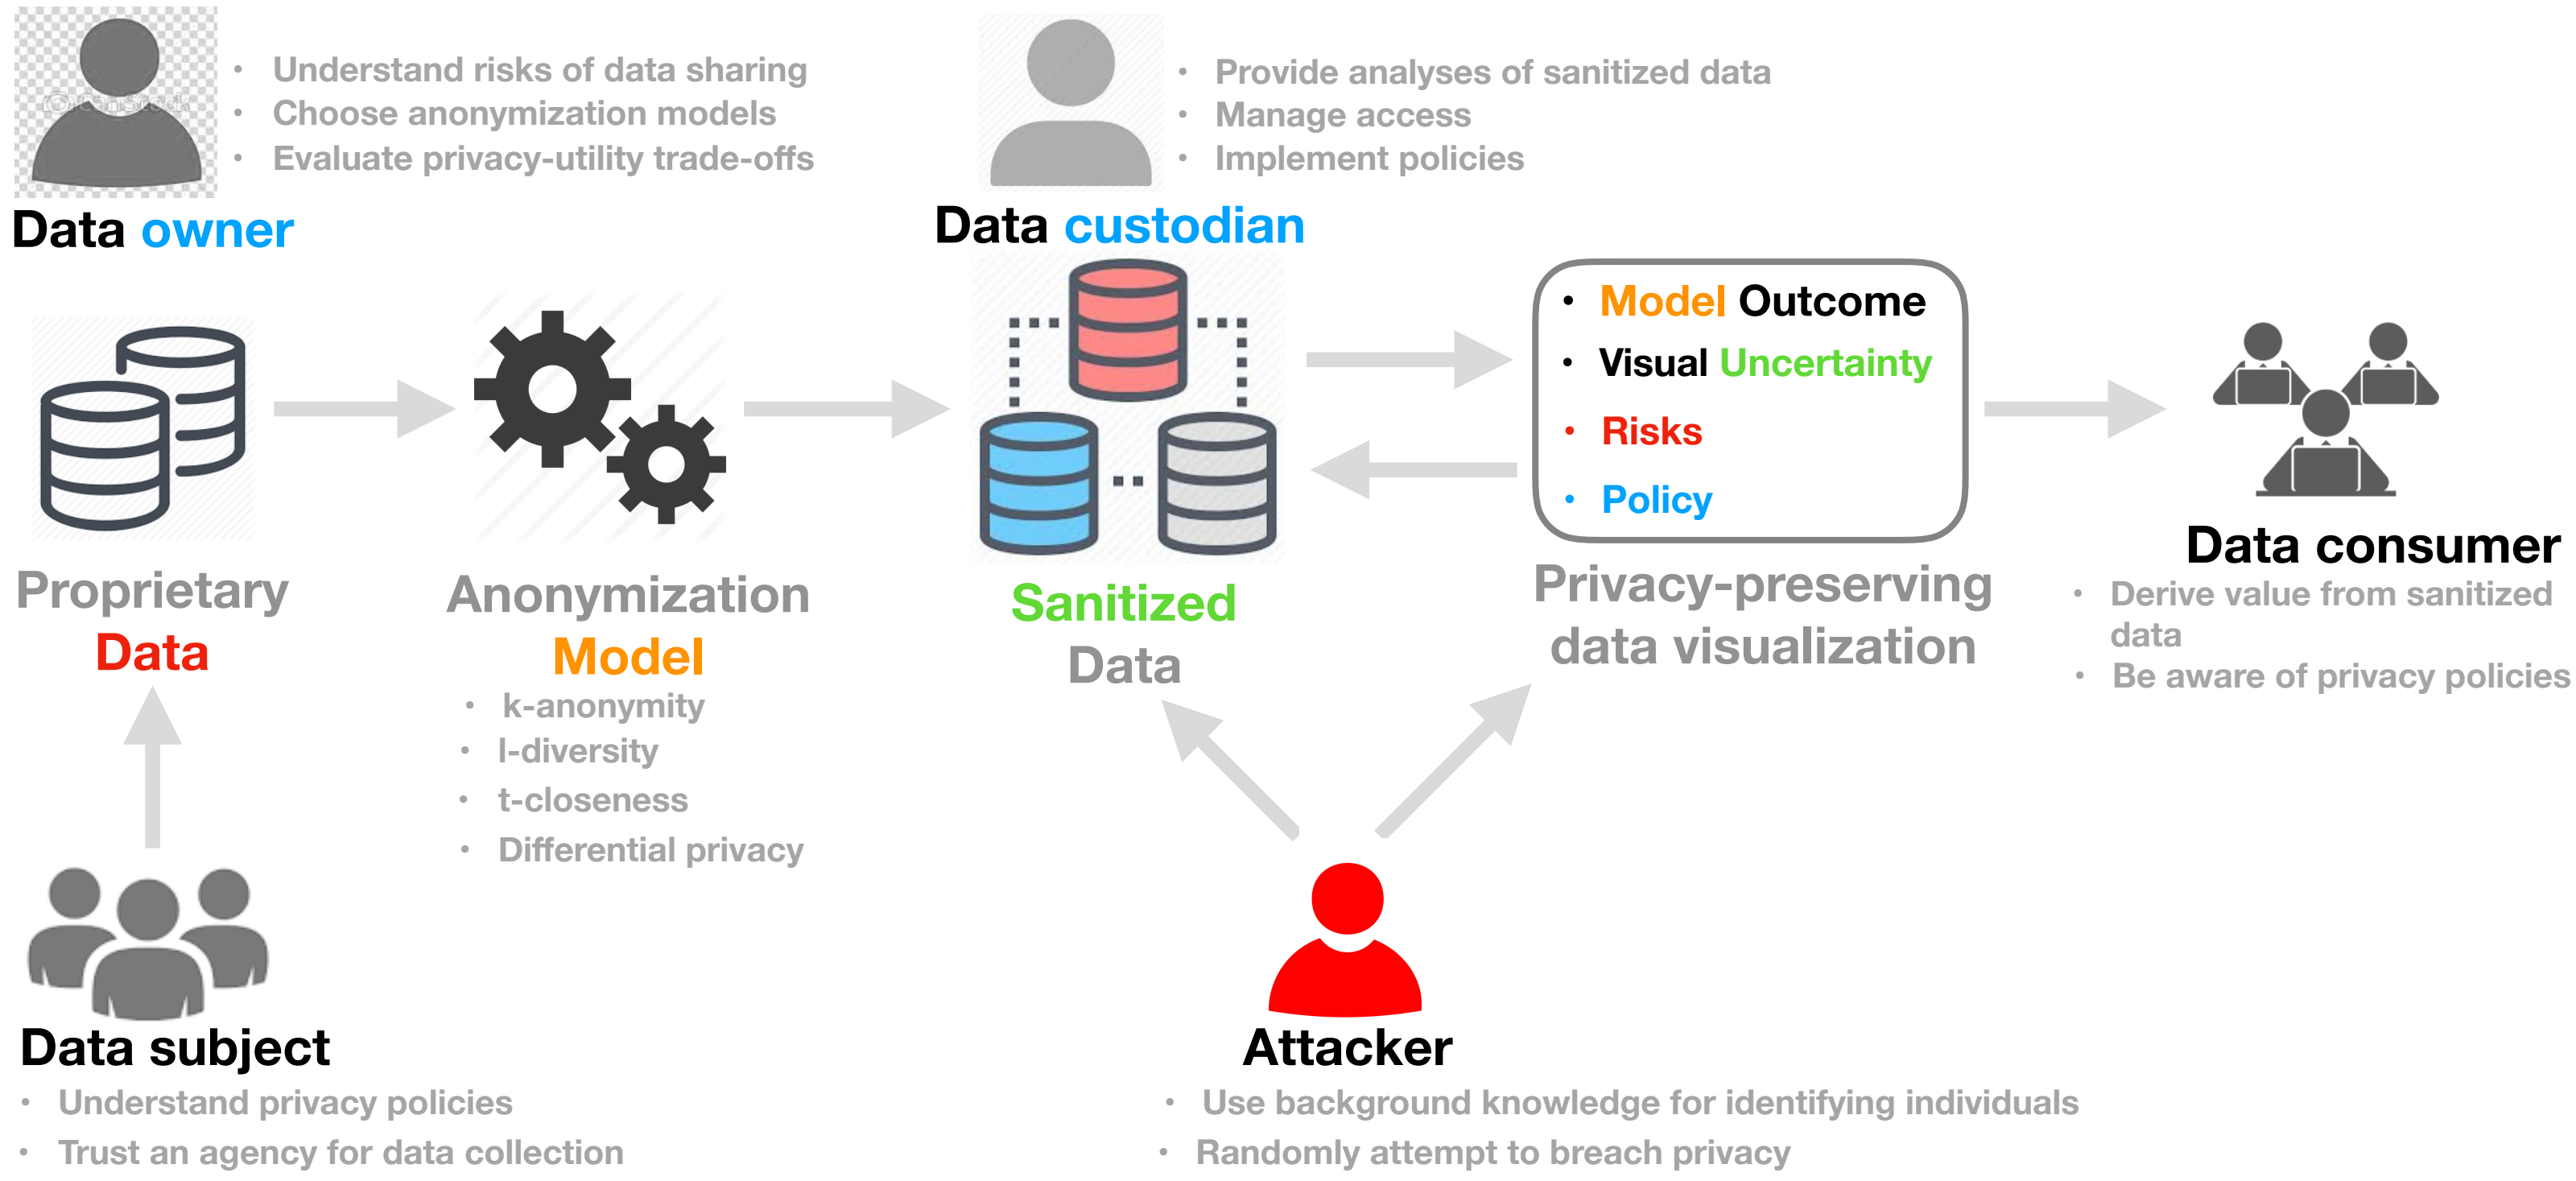 • Understand risks of data sharing
• Choose anonymization models
• Evaluate privacy-utility trade-offs
Data owner
• Provide analyses of sanitized data
• Manage access
• Implement policies
Data custodian
Proprietary
Data
Anonymization
Model
• k-anonymity
• l-diversity
• t-closeness
• Differential privacy
Sanitized
Data
• Model Outcome
• Visual Uncertainty
• Risks
• Policy
Privacy-preserving
data visualization
Data consumer
• Derive value from sanitized
data
• Be aware of privacy policies
Data subject
• Understand privacy policies
• Trust an agency for data collection
Attacker
• Use background knowledge for identifying individuals
• Randomly attempt to breach privacy